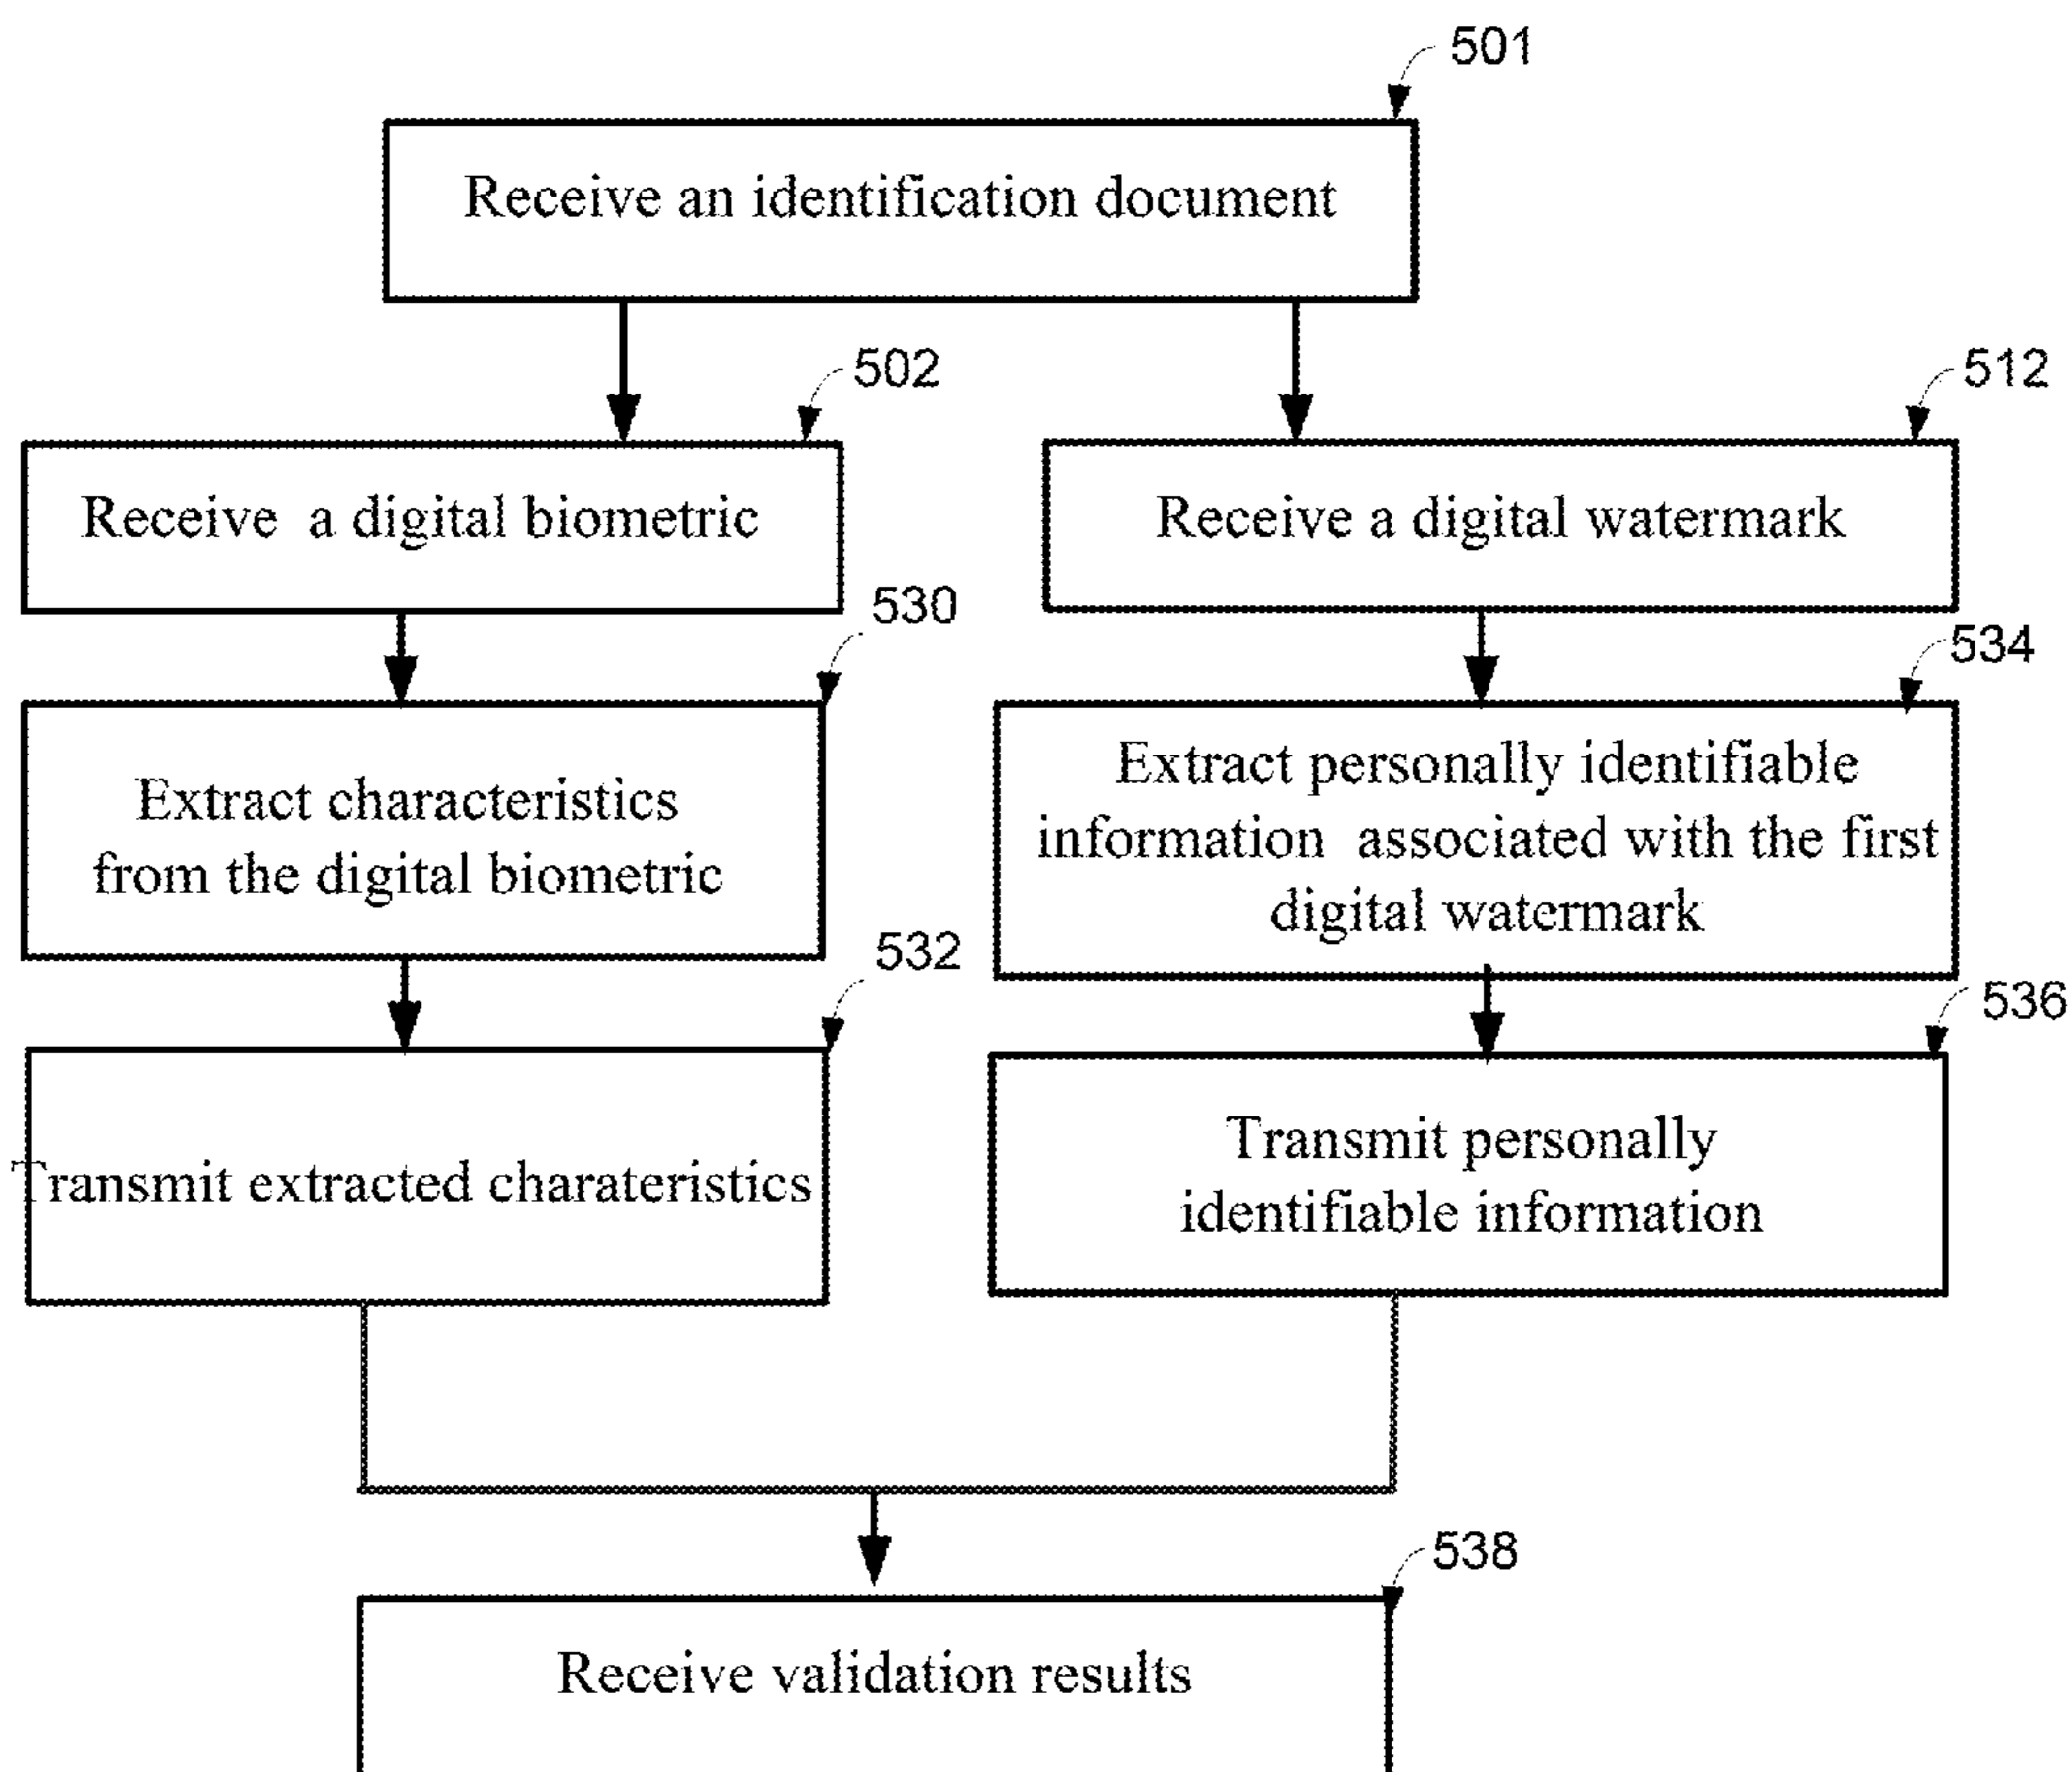 501
Receive an identification document
502
512
Receive a digital biometric
Receive a digital watermark
530
534
Extract characteristics
from the digital biometric
Extract personally identifiable
information associated with the first
digital watermark
532
536
Transmit extracted charateristics
Transmit personally
identifiable information
538
Receive validation results